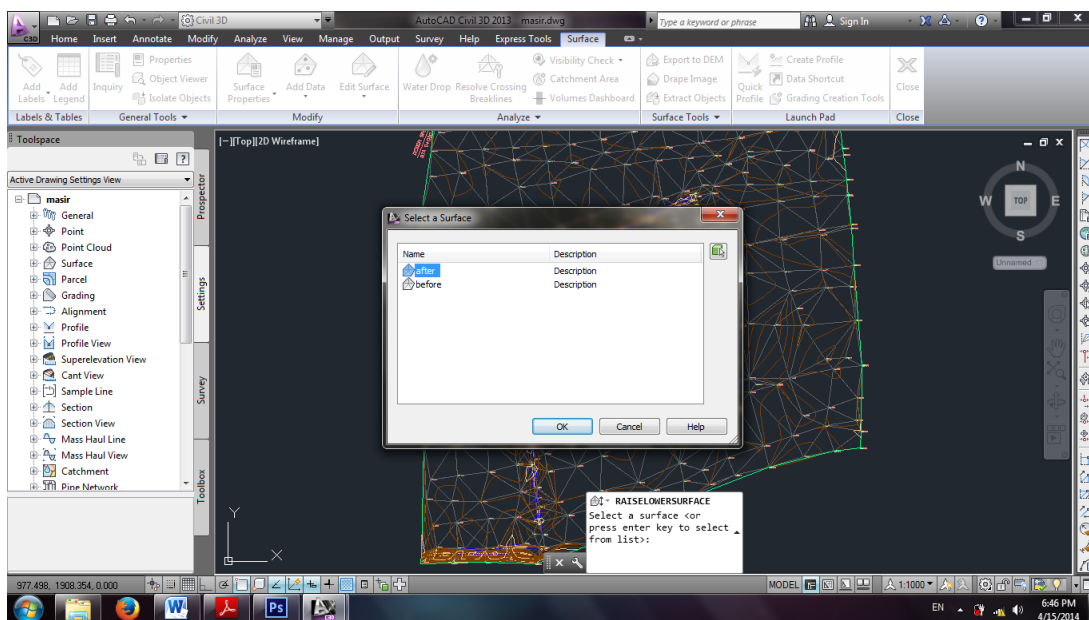 Civil 3D
AutoCAD Civil 3D 2013 masir.dwg
Type a keyword or phrase
Sign In
C3D
Home Insert Annotate Modify Analyze View Manage Output Survey Help Express Tools Surface
Add Labels
Add Legend
Inquiry
Properties
Object Viewer
Isolate Objects
Surface Properties
Add Data
Edit Surface
Water Drop
Resolve Crossing Breaklines
Visibility Check
Catchment Area
Volumes Dashboard
Export to DEM
Drape Image
Extract Objects
Quick Profile
Create Profile
Data Shortcut
Grading Creation Tools
Close
Labels & Tables General Tools Modify Analyze Surface Tools Launch Pad Close
Toolspace
Active Drawing Settings View
masir
General
Point
Point Cloud
Surface
Parcel
Grading
Alignment
Profile
Profile View
Superelevation View
Cant View
Sample Line
Section
Section View
Mass Haul Line
Mass Haul View
Catchment
Pipe Network
Prospector
Settings
Survey
Toolbox
[-][Top][2D Wireframe]
N
W TOP E
S
Unnamed
Select a Surface
Name Description
after Description
before Description
OK Cancel Help
RAISELOWERSURFACE
Select a surface <or
press enter key to select
from list>:
Y
X
977.498, 1908.354, 0.000
MODEL
1:1000
W
Ps
C3D
EN
6:46 PM
4/15/2014